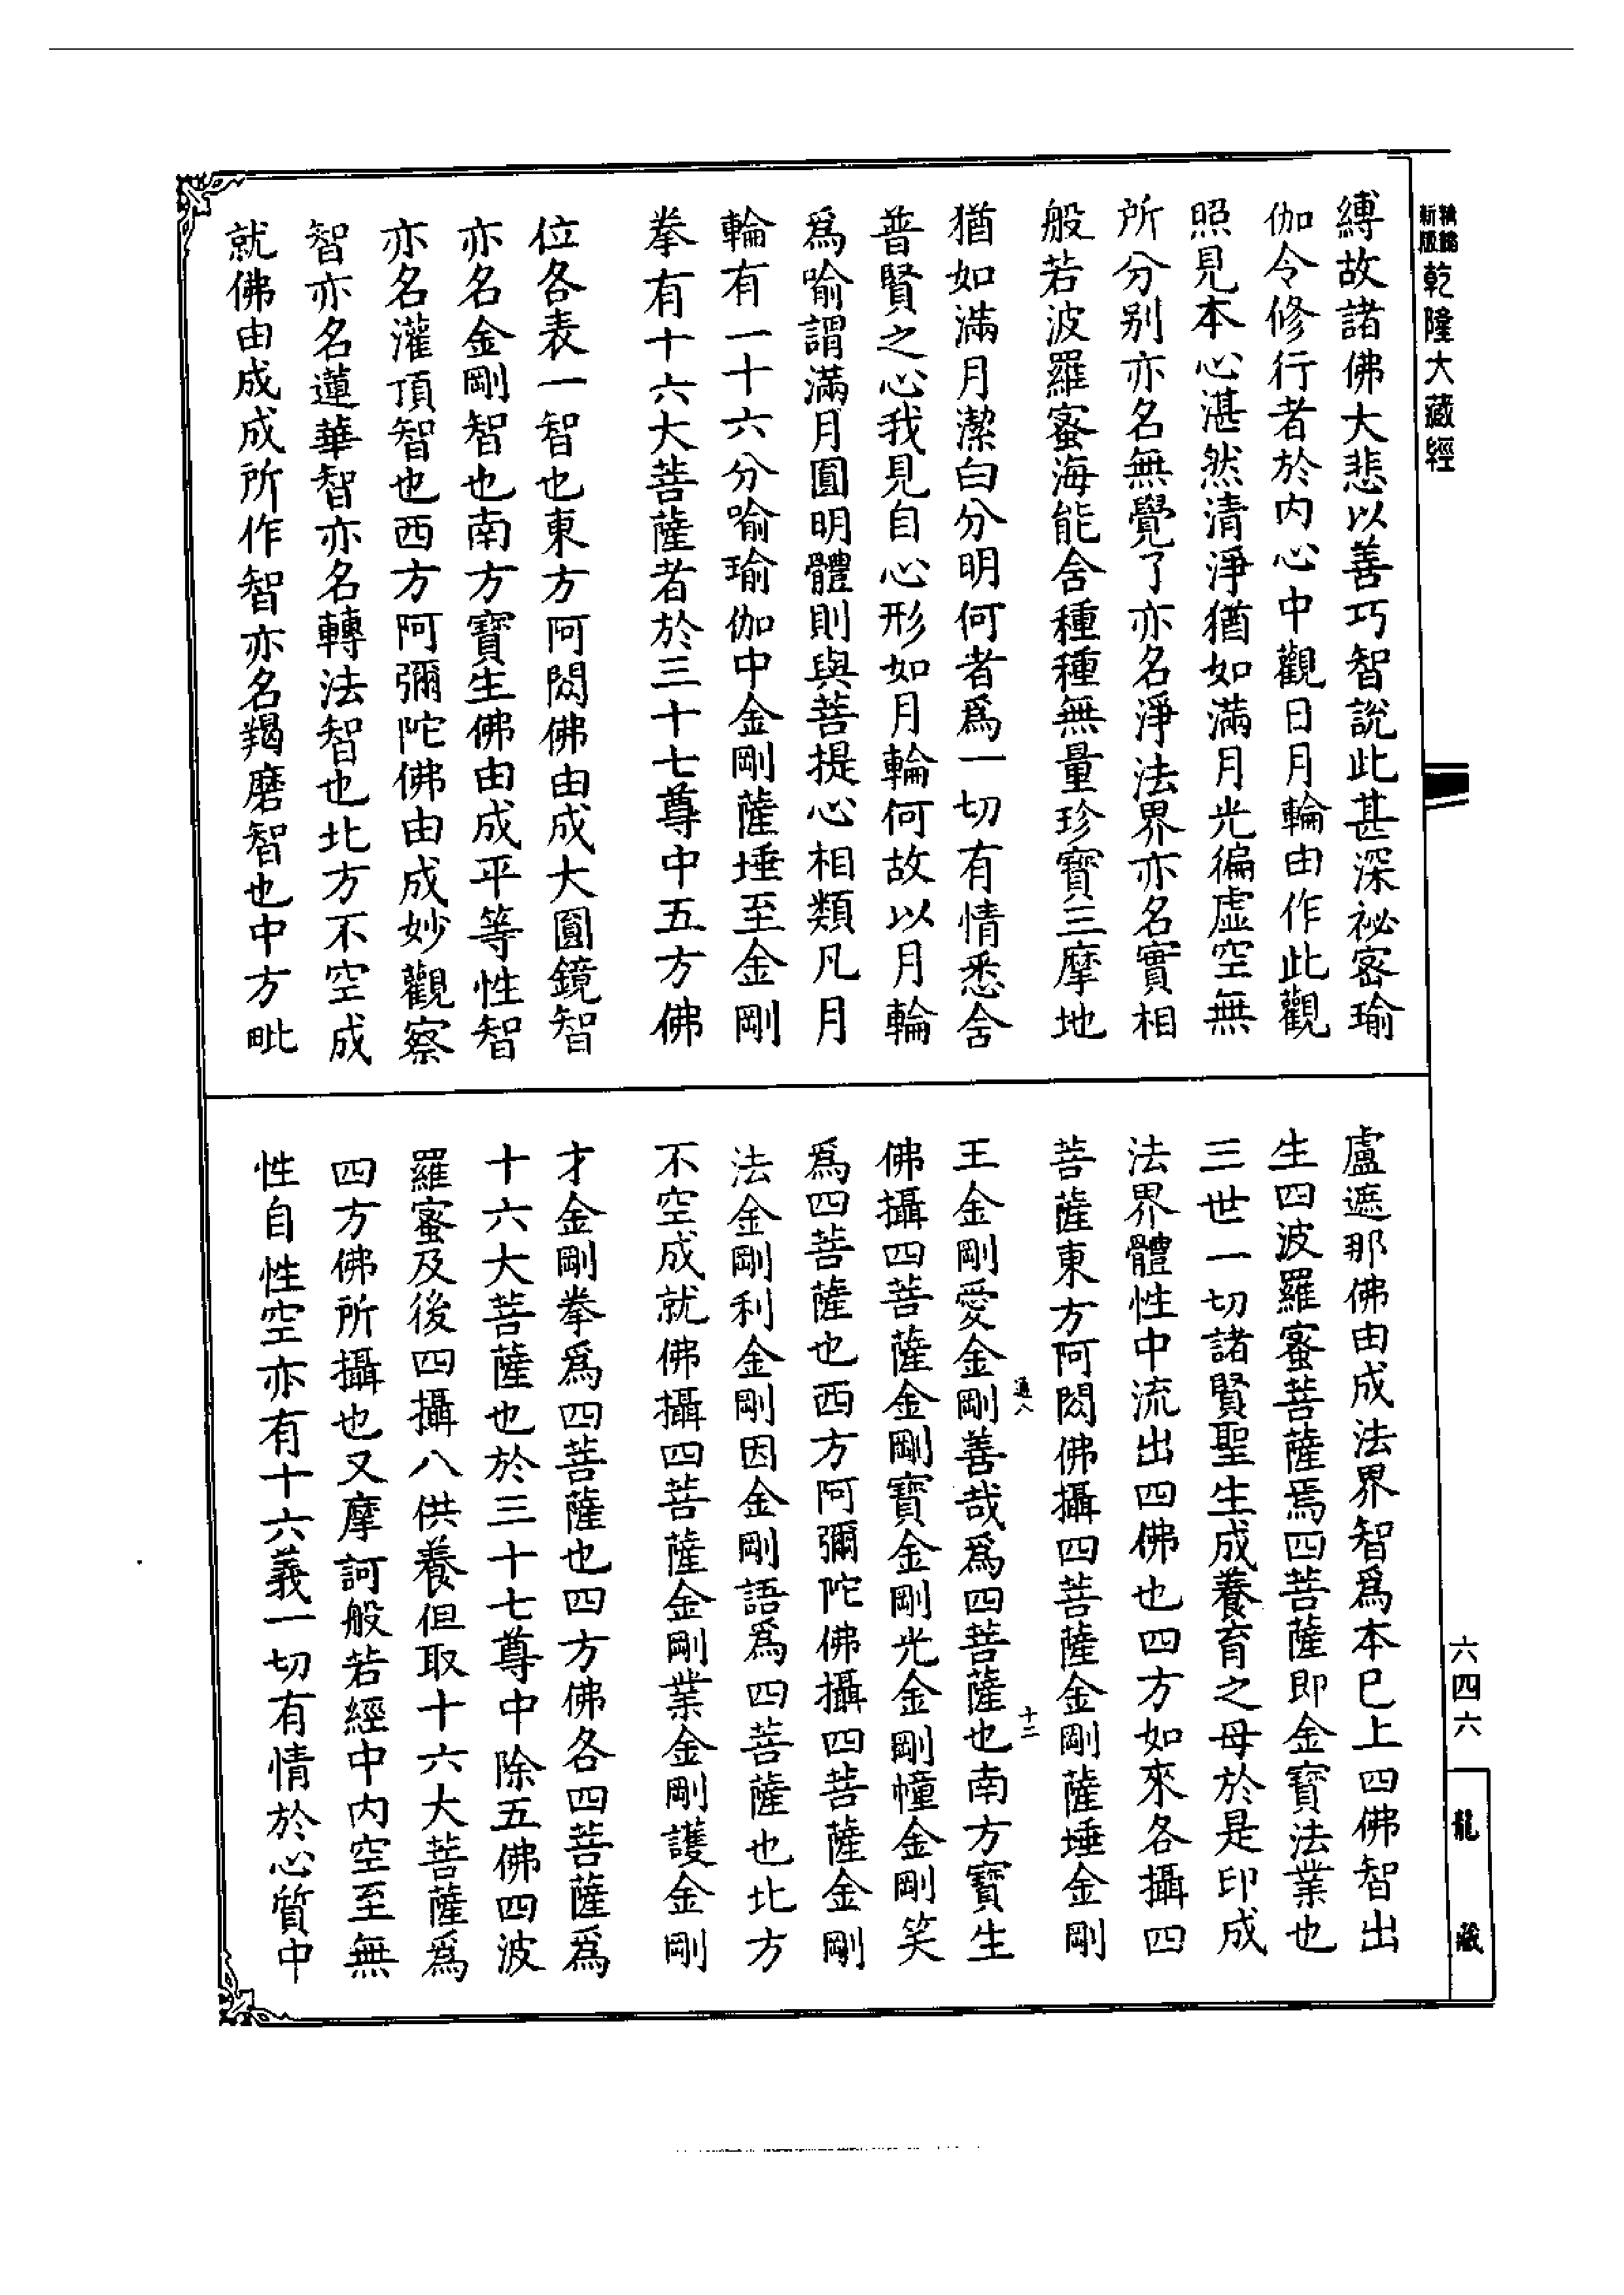 新編
縮版
乾隆大藏經
縛故諸佛大悲以善巧智說此甚深祕密瑜
伽令修行者於內心中觀日月輪由作此觀
照見本心湛然清淨猶如滿月光徧虛空無
所分別亦名無覺了亦名淨法界亦名實相
般若波羅蜜海能含種種無量珍寶三摩地
猶如滿月潔白分明何者爲一切有情悉含
普賢之心我見自心形如月輪何故以月輪
爲喻謂滿月圓明體則與菩提心相類凡月
輪有一十六分喻瑜伽中金剛薩埵至金剛
拳有十六大菩薩者於三十七尊中五方佛
位各表一智也東方阿閦佛由成大圓鏡智
亦名金剛智也南方寶生佛由成平等性智
亦名灌頂智也西方阿彌陀佛由成妙觀察
智亦名蓮華智亦名轉法智也北方不空成
就佛由成成所作智亦名羯磨智也中方毗
盧遮那佛由成法界智爲本巳上四佛智出
生四波羅蜜菩薩焉四菩薩即金寶法業也
三世一切諸賢聖生成養育之母於是印成
法界體性中流出四佛也四方如來各攝四
菩薩東方阿閦佛攝四菩薩金剛薩埵金剛
通八
十二
王金剛愛金剛善哉爲四菩薩也南方寶生
佛攝四菩薩金剛寶金剛光金剛幢金剛笑
爲四菩薩也西方阿彌陀佛攝四菩薩金剛
法金剛利金剛因金剛語爲四菩薩也北方
不空成就佛攝四菩薩金剛業金剛護金剛
才金剛拳爲四菩薩也四方佛各四菩薩爲
十六大菩薩也於三十七尊中除五佛四波
羅蜜及後四攝八供養但取十六大菩薩爲
四方佛所攝也又摩訶般若經中內空至無
性自性空亦有十六義一切有情於心質中
六四六
龍藏